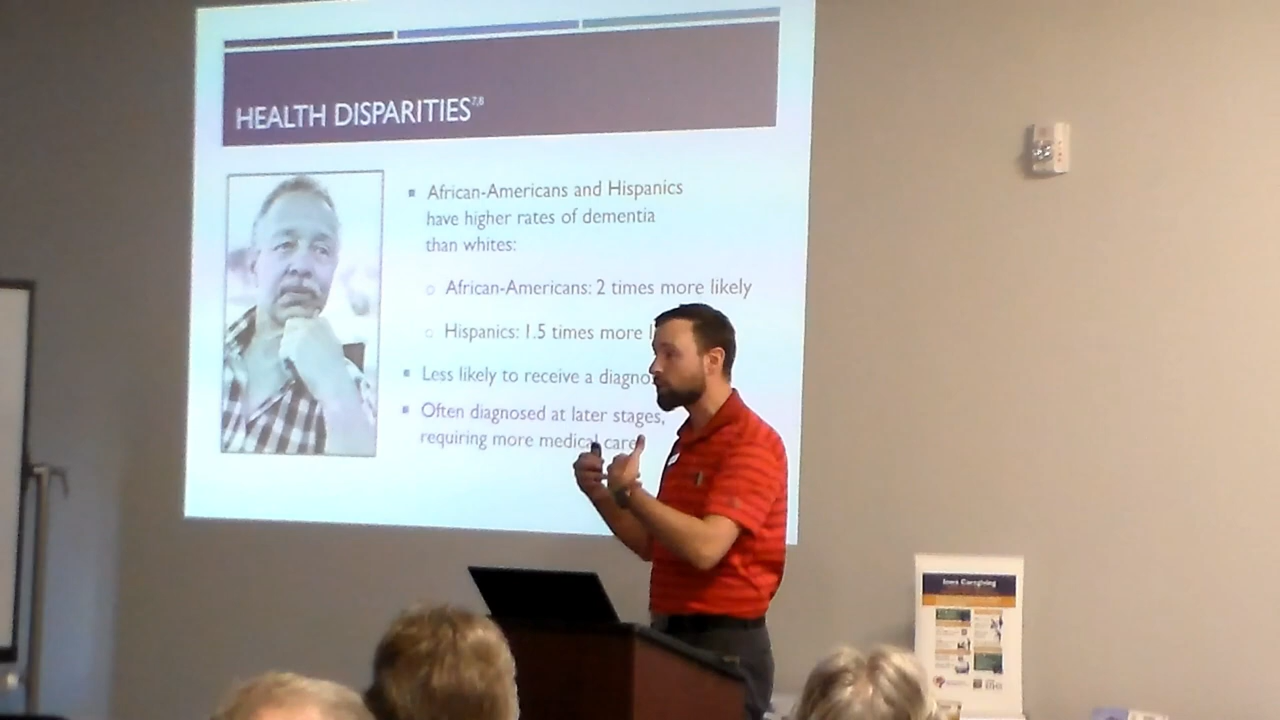 HEALTH DISPARITIES7,8
▪ African-Americans and Hispanics
have higher rates of dementia
than whites:
○ African-Americans: 2 times more likely
○ Hispanics: 1.5 times more l
▪ Less likely to receive a diagno
▪ Often diagnosed at later stages,
requiring more medical care
Iowa Caregiving